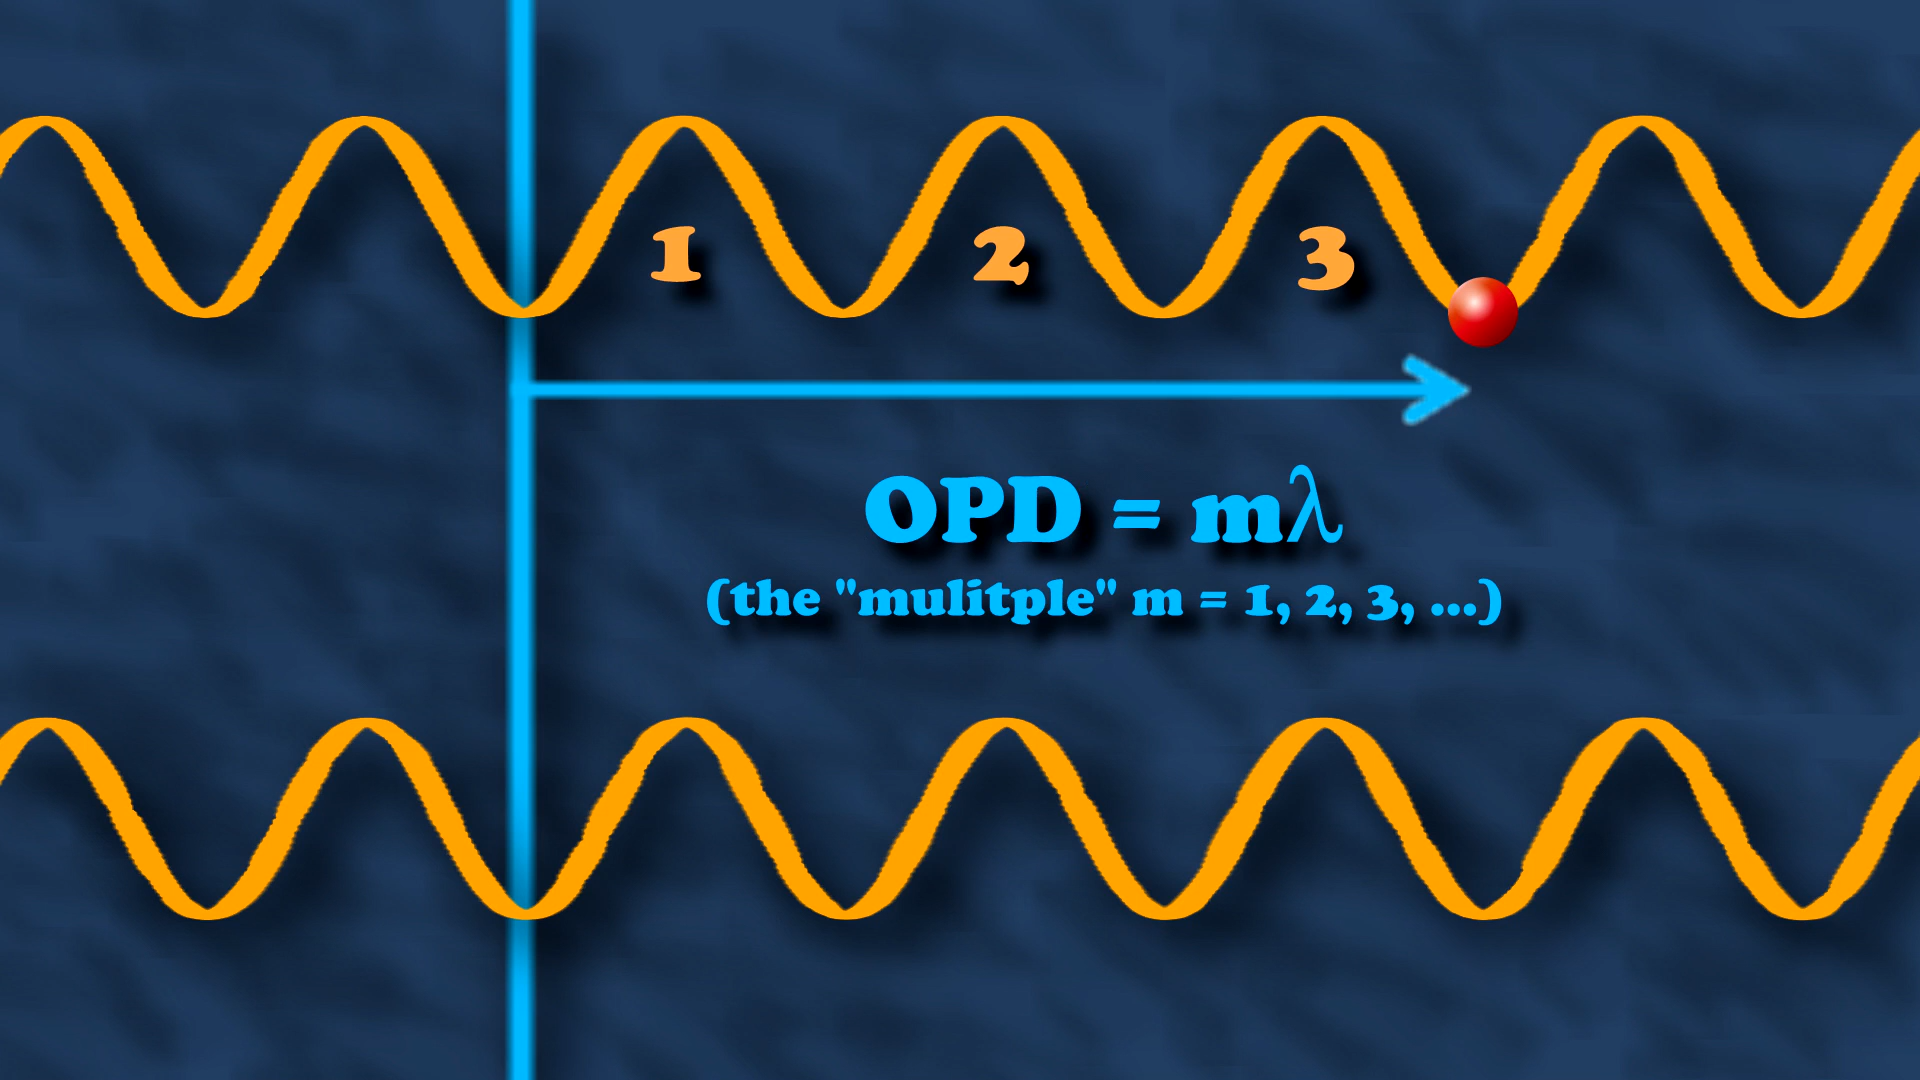 1 2 3
OPD = mλ
(the "mulitple" m = 1, 2, 3, ...)